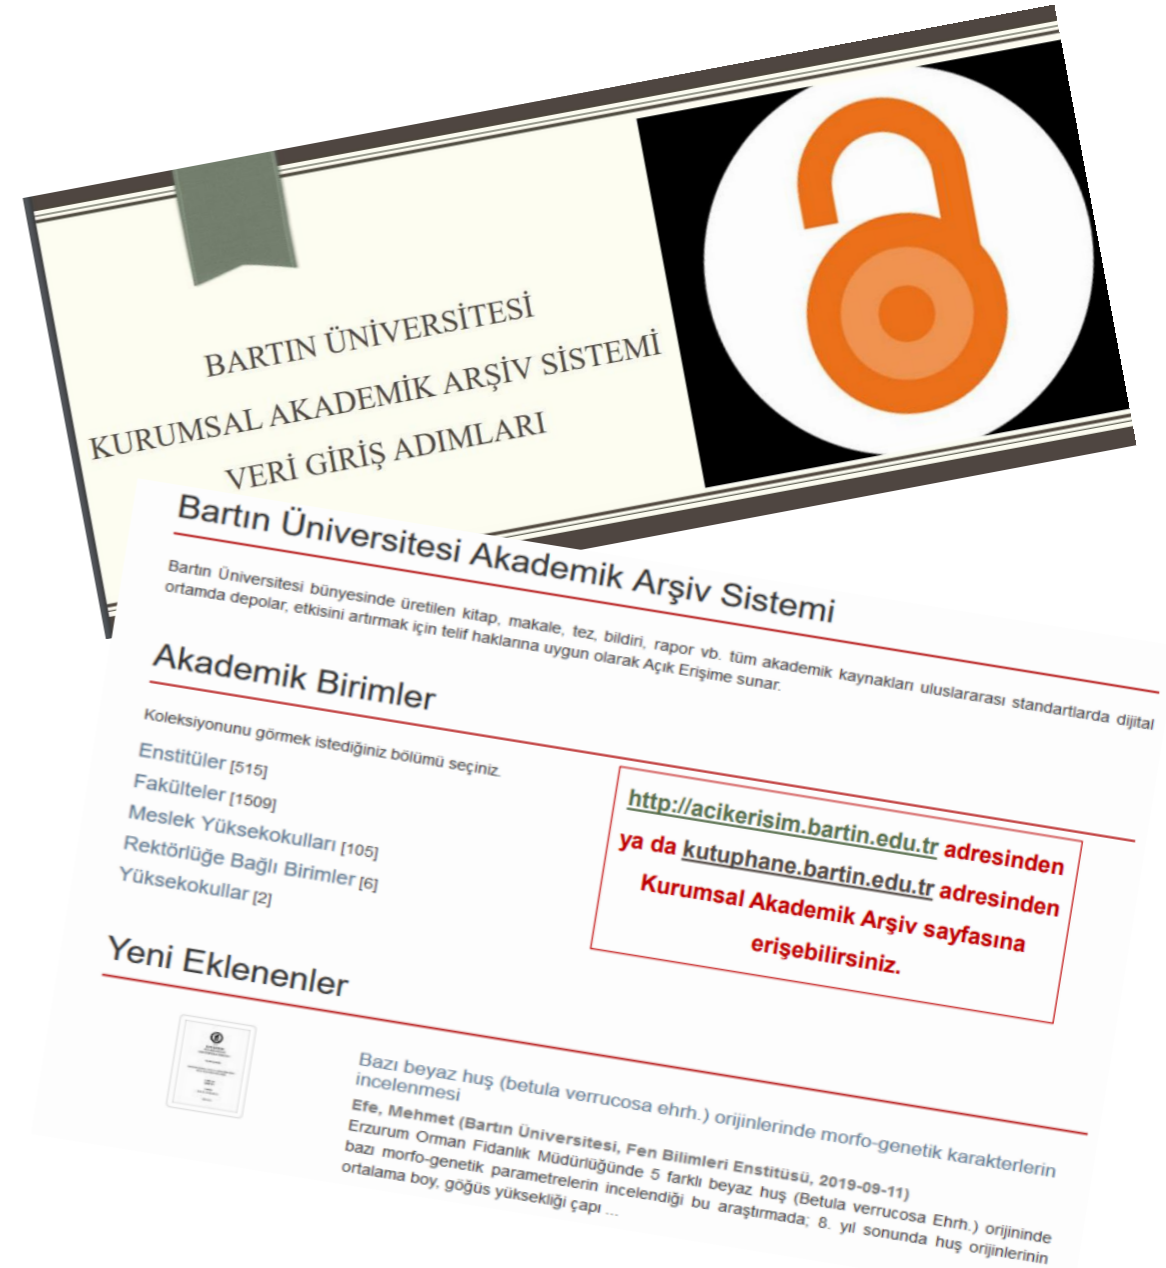 BARTIN ÜNİVERSİTESİ
KURUMSAL AKADEMİK ARŞİV SİSTEMİ
VERİ GİRİŞ ADIMLARI
Bartın Üniversitesi Akademik Arşiv Sistemi
Bartın Üniversitesi bünyesinde üretilen kitap, makale, tez, bildiri, rapor vb. tüm akademik kaynakları uluslararası standartlarda dijital
ortamda depolar, etkisini artırmak için telif haklarına uygun olarak Açık Erişime sunar.
Akademik Birimler
Koleksiyonunu görmek istediğiniz bölümü seçiniz.
Enstitüler [515]
Fakülteler [1509]
Meslek Yüksekokulları [105]
Rektörlüğe Bağlı Birimler [6]
Yüksekokullar [2]
http://acikerisim.bartin.edu.tr adresinden
ya da kutuphane.bartin.edu.tr adresinden
Kurumsal Akademik Arşiv sayfasına
erişebilirsiniz.
Yeni Eklenenler
Bazı beyaz huş (betula verrucosa ehrh.) orijinlerinde morfo-genetik karakterlerin
incelenmesi
Efe, Mehmet (Bartın Üniversitesi, Fen Bilimleri Enstitüsü, 2019-09-11)
Erzurum Orman Fidanlık Müdürlüğünde 5 farklı beyaz huş (Betula verrucosa Ehrh.) orijininde
bazı morfo-genetik parametrelerin incelendiği bu araştırmada; 8. yıl sonunda huş orijinlerinin
ortalama boy, göğüs yüksekliği çapı ...